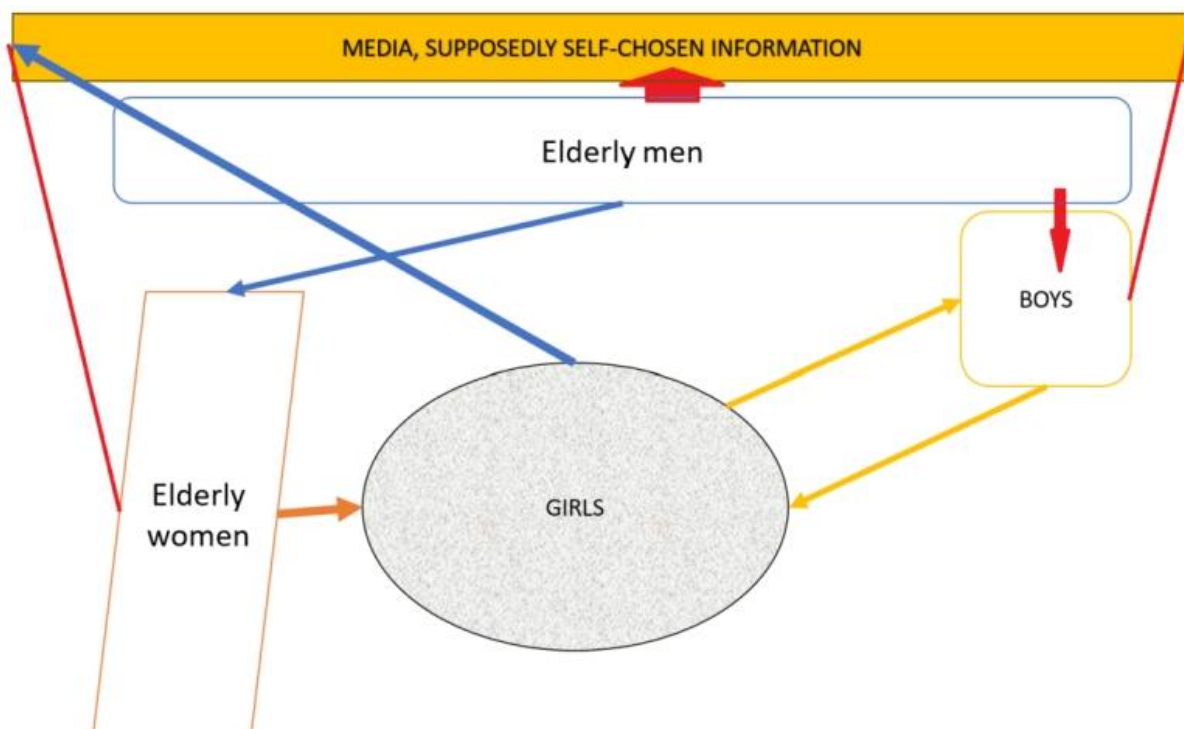 MEDIA, SUPPOSEDLY SELF-CHOSEN INFORMATION
Elderly men
BOYS
Elderly
women
GIRLS